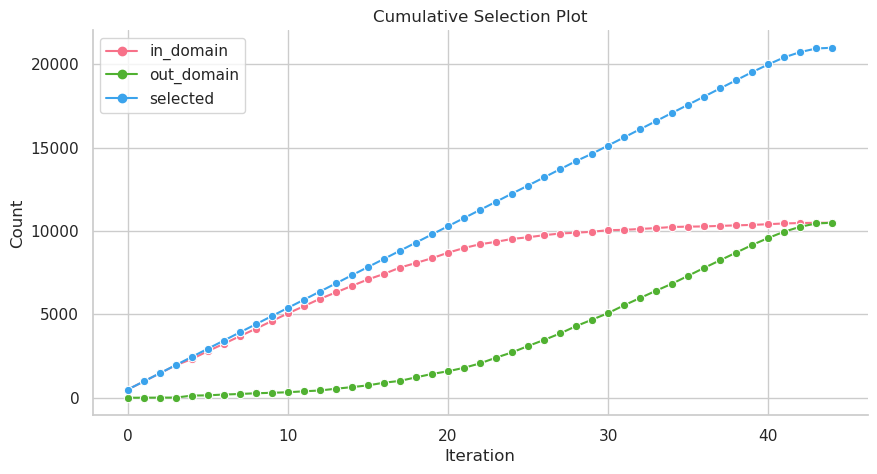 Cumulative Selection Plot
in_domain
out_domain
selected
20000
15000
10000
5000
0
Count
0 10 20 30 40
Iteration